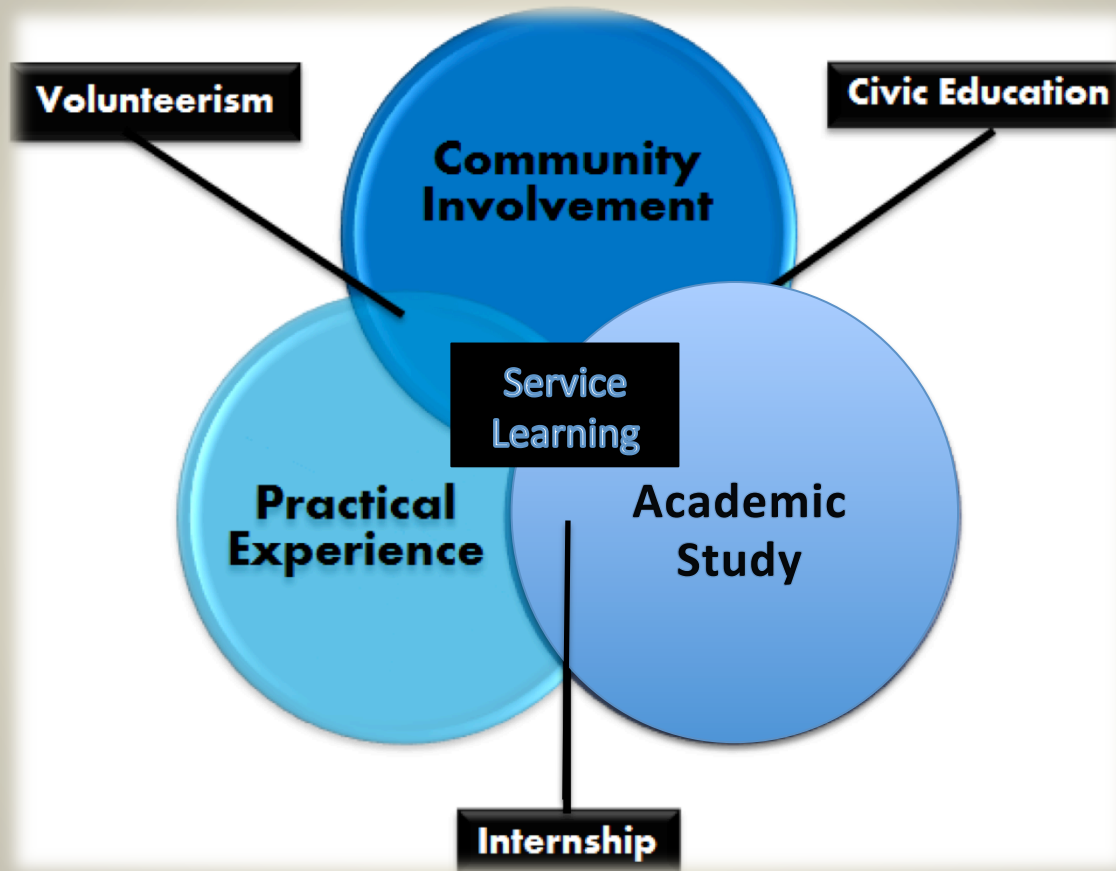 Volunteerism
Civic Education
Community
Involvement
Service
Learning
Practical
Experience
Academic
Study
Internship